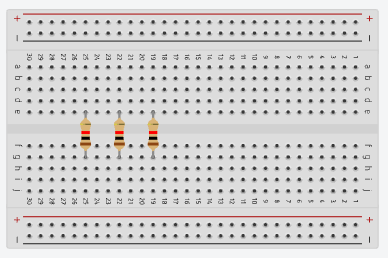 + +
− −
30 29 28 27 26 25 24 23 22 21 20 19 18 17 16 15 14 13 12 11 10 9 8 7 6 5 4 3 2 1
a a
b b
c c
d d
e e
f f
g g
h h
i i
j j
30 29 28 27 26 25 24 23 22 21 20 19 18 17 16 15 14 13 12 11 10 9 8 7 6 5 4 3 2 1
+ +
− −